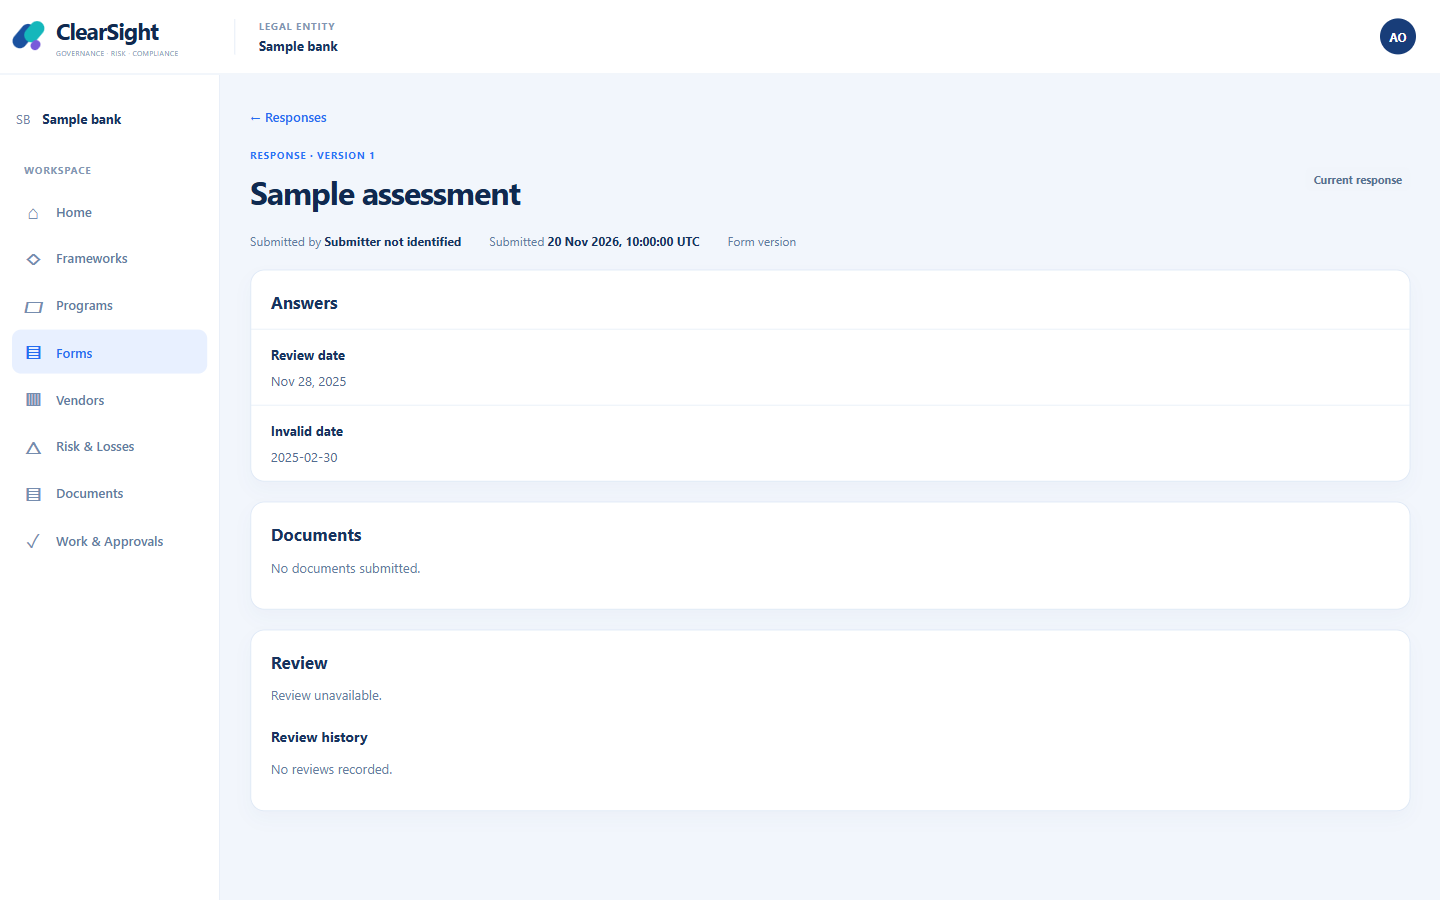 ClearSight
GOVERNANCE · RISK · COMPLIANCE
LEGAL ENTITY
Sample bank
AO
SB Sample bank
WORKSPACE
Home
Frameworks
Programs
Forms
Vendors
Risk & Losses
Documents
Work & Approvals
← Responses
RESPONSE · VERSION 1
Sample assessment
Current response
Submitted by Submitter not identified Submitted 20 Nov 2026, 10:00:00 UTC Form version
Answers
Review date
Nov 28, 2025
Invalid date
2025-02-30
Documents
No documents submitted.
Review
Review unavailable.
Review history
No reviews recorded.